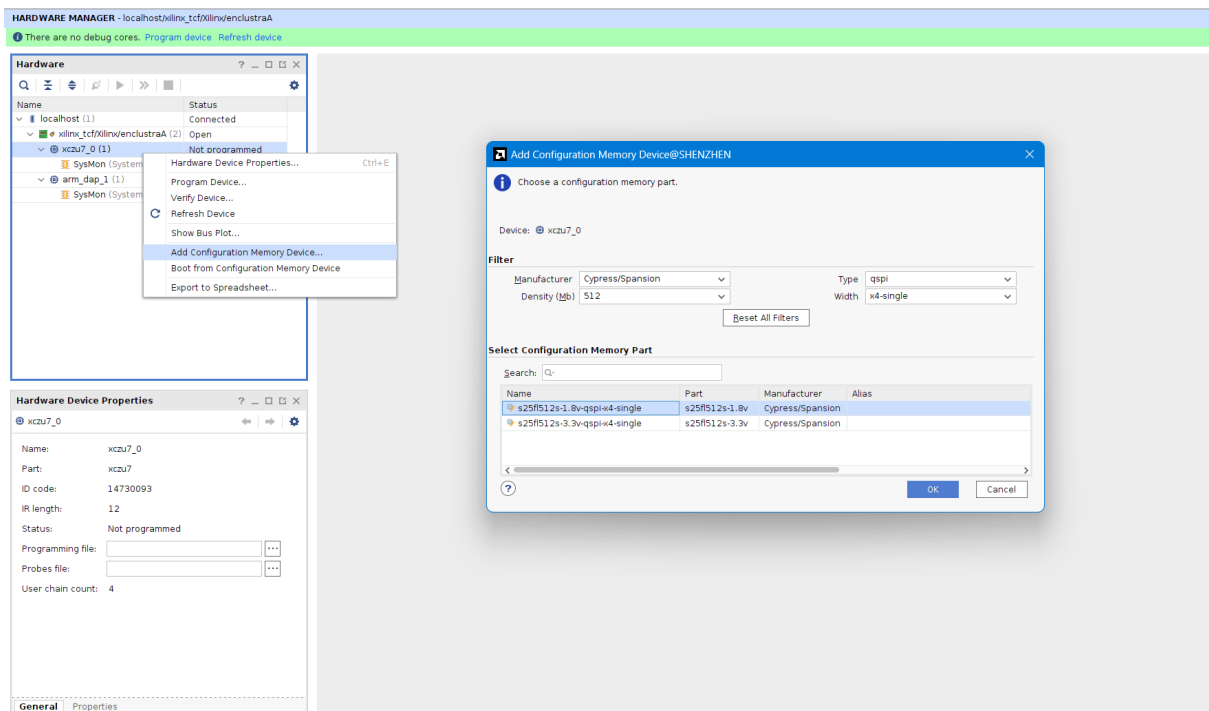 HARDWARE MANAGER - localhost/xilinx_tcf/Xilinx/enclustraA
There are no debug cores. Program device Refresh device
Hardware
Name Status
localhost (1) Connected
xilinx_tcf/Xilinx/enclustraA (2) Open
xczu7_0 (1) Not programmed
SysMon (System
arm_dap_1 (1)
SysMon (System
Hardware Device Properties... Ctrl+E
Program Device...
Verify Device...
Refresh Device
Show Bus Plot...
Add Configuration Memory Device...
Boot from Configuration Memory Device
Export to Spreadsheet...
Hardware Device Properties
xczu7_0
Name: xczu7_0
Part: xczu7
ID code: 14730093
IR length: 12
Status: Not programmed
Programming file:
Probes file:
User chain count: 4
General Properties
Add Configuration Memory Device@SHENZHEN
Choose a configuration memory part.
Device: xczu7_0
Filter
Manufacturer Cypress/Spansion Type qspi
Density (Mb) 512 Width x4-single
Reset All Filters
Select Configuration Memory Part
Search:
Name Part Manufacturer Alias
s25fl512s-1.8v-qspi-x4-single s25fl512s-1.8v Cypress/Spansion
s25fl512s-3.3v-qspi-x4-single s25fl512s-3.3v Cypress/Spansion
OK Cancel